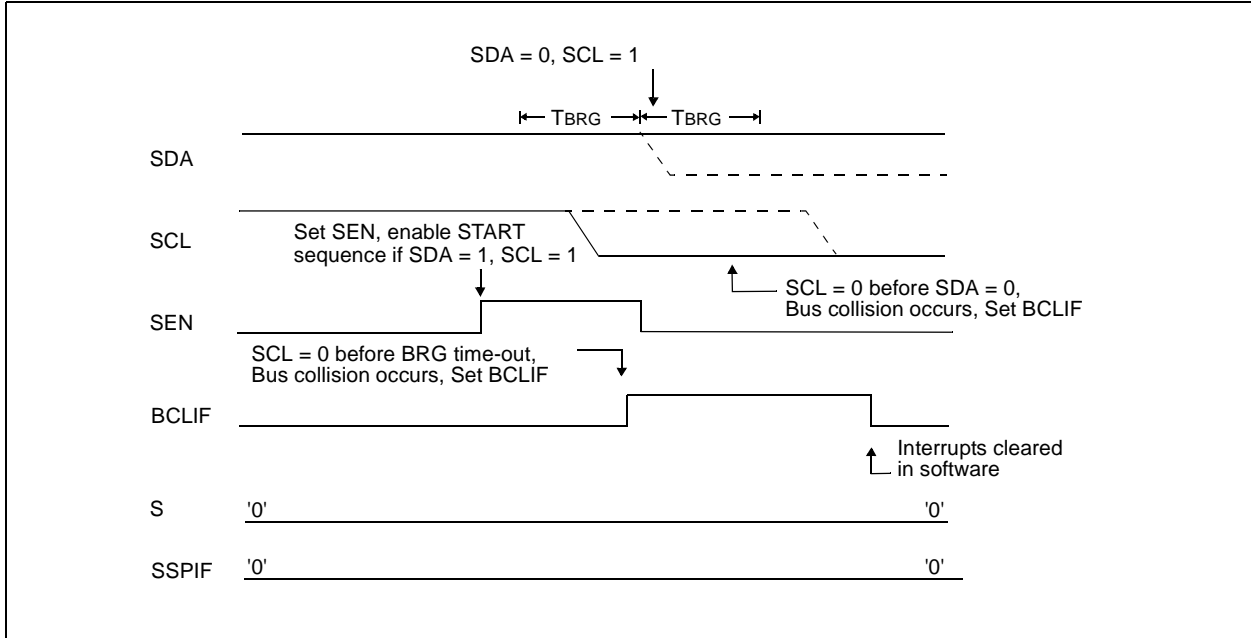 SDA = 0, SCL = 1
TBRG TBRG
SDA
SCL
Set SEN, enable START
sequence if SDA = 1, SCL = 1
SCL = 0 before SDA = 0,
Bus collision occurs, Set BCLIF
SEN
SCL = 0 before BRG time-out,
Bus collision occurs, Set BCLIF
BCLIF
Interrupts cleared
in software
S '0' '0'
SSPIF '0' '0'